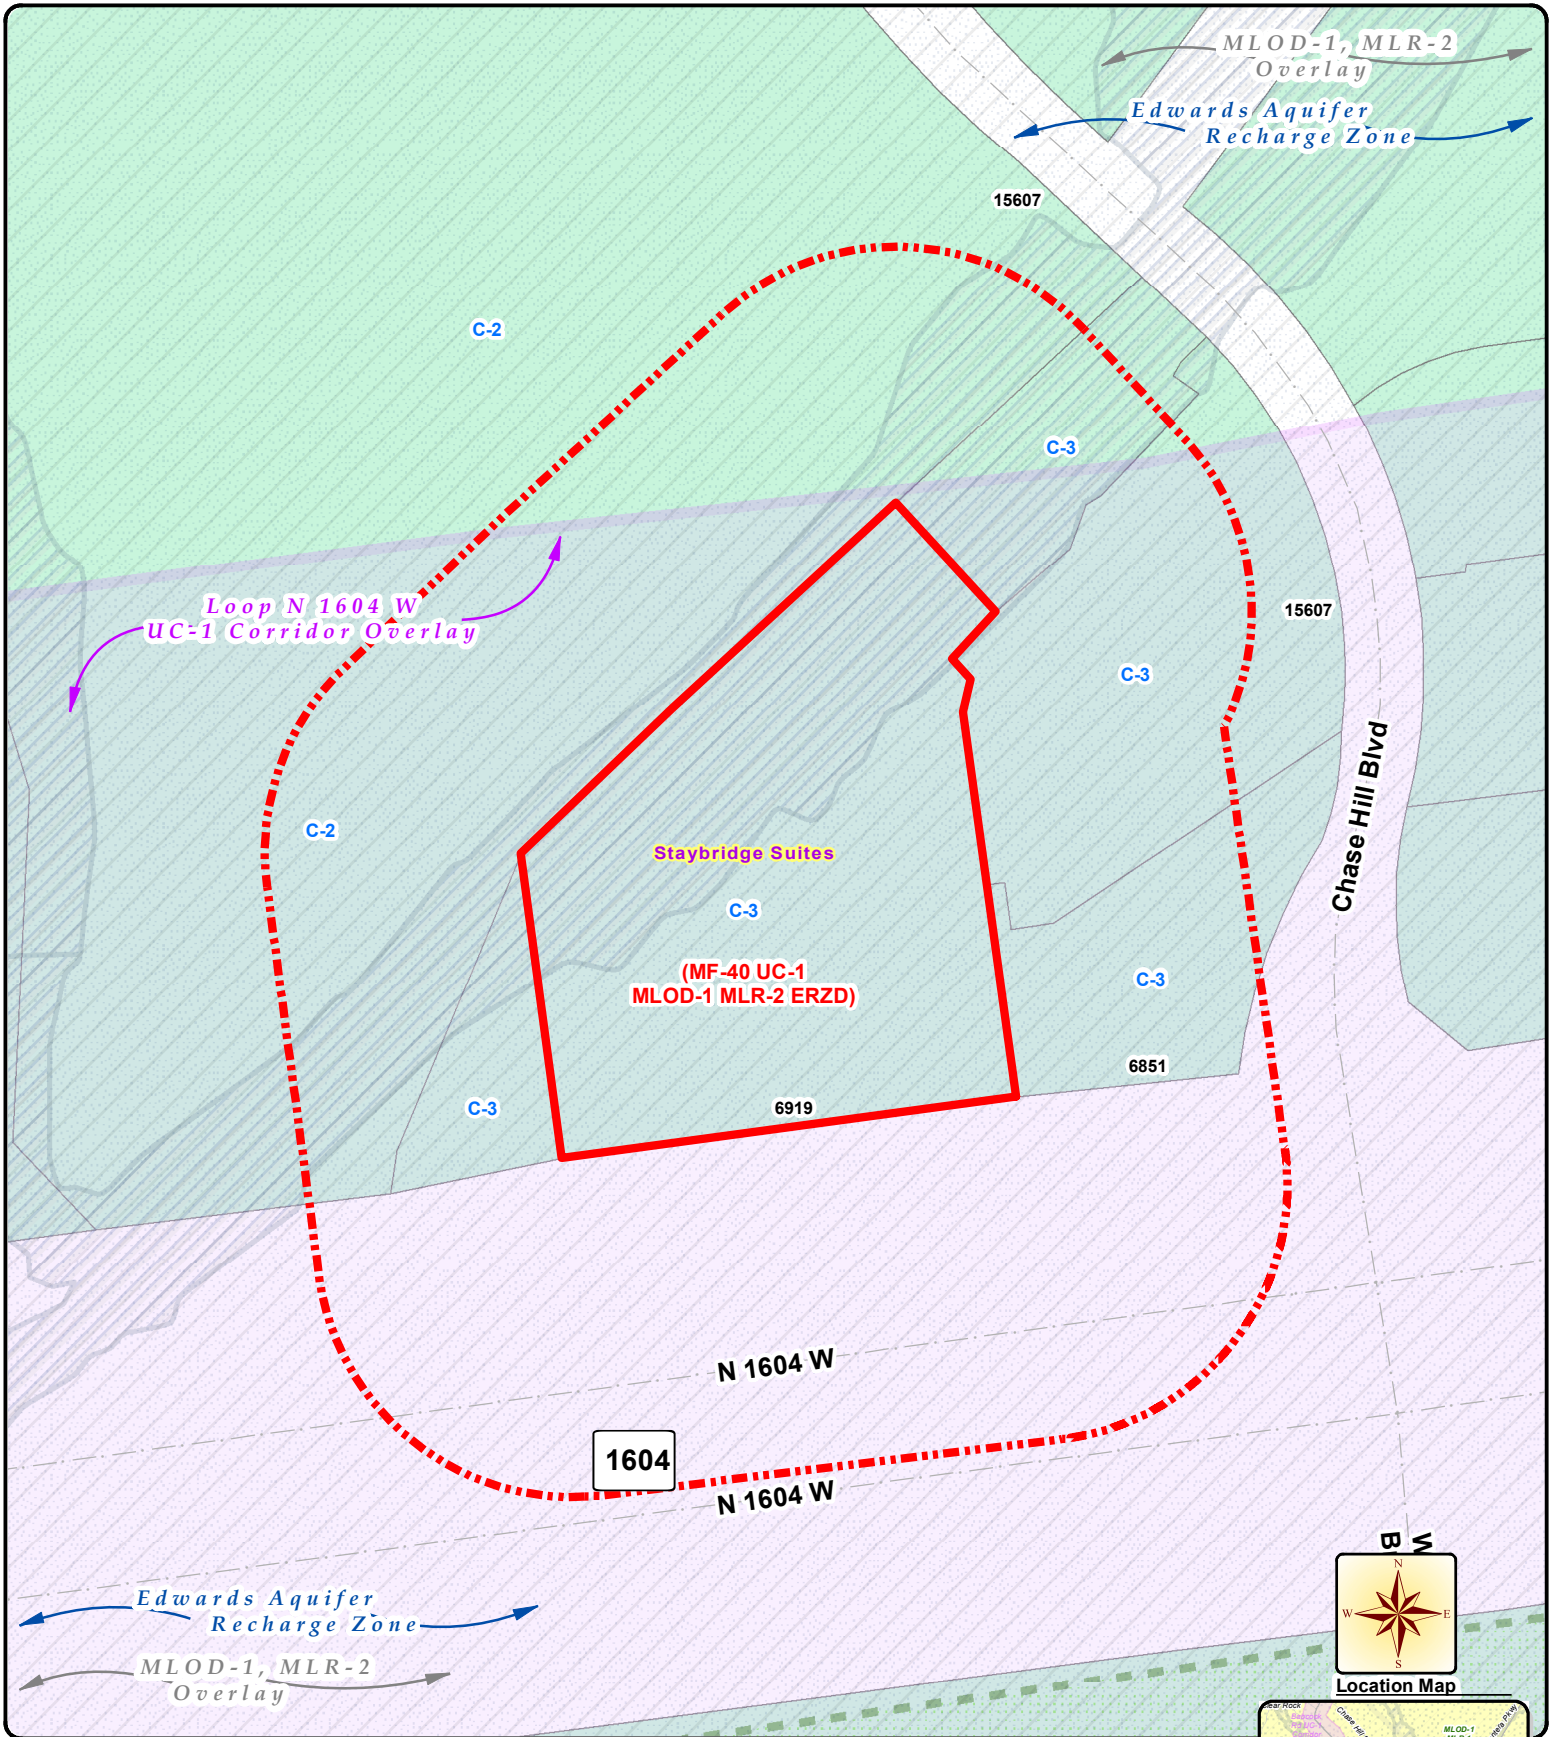 MLOD-1, MLR-2
Overlay
Edwards Aquifer
Recharge Zone
15607
C-2
C-3
Loop N 1604 W
UC-1 Corridor Overlay
15607
C-3
Chase Hill Blvd
C-2
Staybridge Suites
C-3
(MF-40 UC-1
MLOD-1 MLR-2 ERZD)
C-3
6851
C-3
6919
N 1604 W
1604
N 1604 W
W
B
N
W
E
S
Edwards Aquifer
Recharge Zone
MLOD-1, MLR-2
Overlay
Location Map
MLOD-1